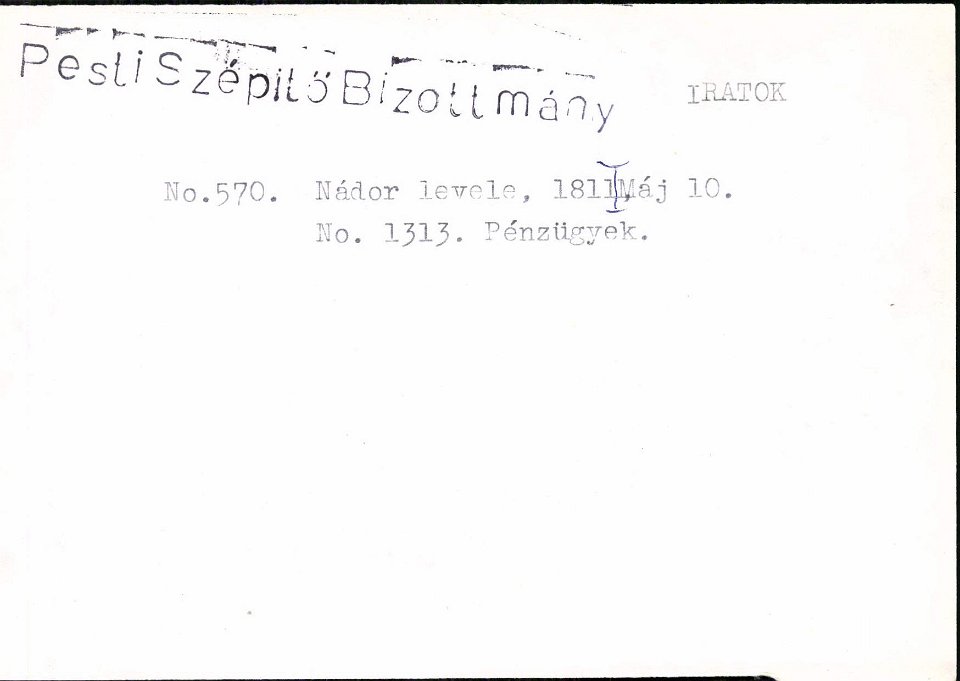 Pesti Szépitő Bizottmány IRATOK
No.570. Nádor levele, 1811 Máj 10.
No. 1313. Pénzügyek.